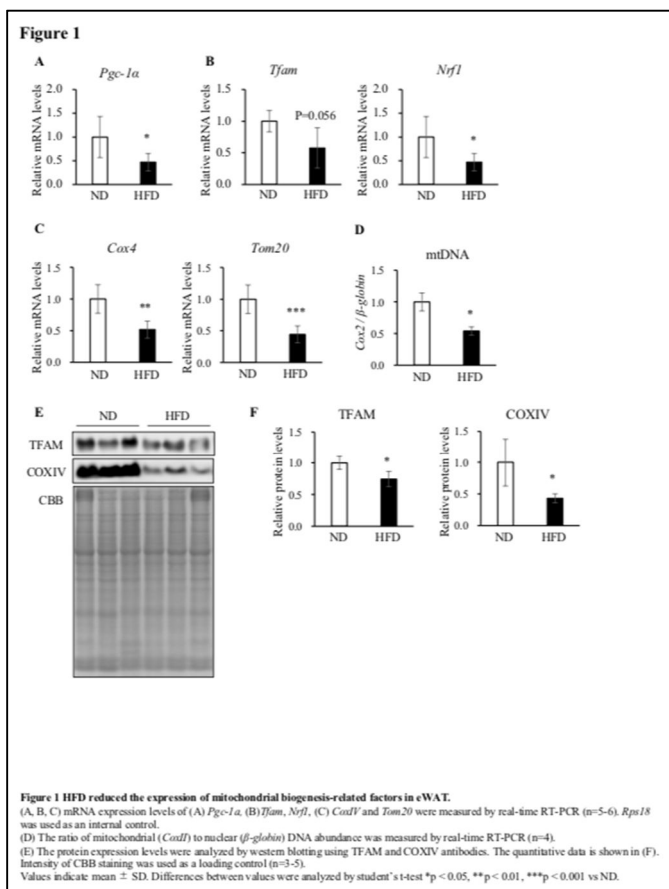 Figure 1
A
Pgc-1α
Relative mRNA levels
2.0
1.5
1.0
0.5
0.0
*
ND HFD
B
Tfam
Relative mRNA levels
1.5
1.0
0.5
0.0
P=0.056
ND HFD
Nrf1
Relative mRNA levels
2.0
1.5
1.0
0.5
0.0
*
ND HFD
C
Cox4
Relative mRNA levels
1.5
1.0
0.5
0.0
**
ND HFD
Tom20
Relative mRNA levels
1.5
1.0
0.5
0.0
***
ND HFD
D
mtDNA
Cox2 / β-globin
1.5
1.0
0.5
0.0
*
ND HFD
E
ND HFD
TFAM
COXIV
CBB
F
TFAM
Relative protein levels
1.5
1.0
0.5
0.0
*
ND HFD
COXIV
Relative protein levels
1.5
1.0
0.5
0.0
*
ND HFD
Figure 1 HFD reduced the expression of mitochondrial biogenesis-related factors in eWAT.
(A, B, C) mRNA expression levels of (A) Pgc-1α, (B)Tfam, Nrf1, (C) CoxIV and Tom20 were measured by real-time RT-PCR (n=5-6). Rps18
was used as an internal control.
(D) The ratio of mitochondrial (CoxII) to nuclear (β-globin) DNA abundance was measured by real-time RT-PCR (n=4).
(E) The protein expression levels were analyzed by western blotting using TFAM and COXIV antibodies. The quantitative data is shown in (F).
Intensity of CBB staining was used as a loading control (n=3-5).
Values indicate mean ± SD. Differences between values were analyzed by student's t-test *p < 0.05, **p < 0.01, ***p < 0.001 vs ND.